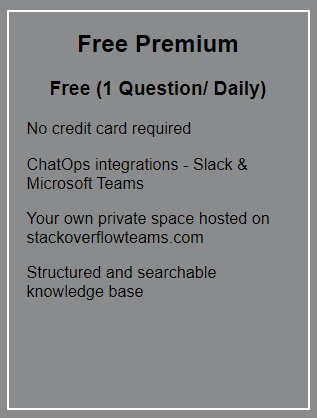 Free Premium
Free (1 Question/ Daily)
No credit card required
ChatOps integrations - Slack &
Microsoft Teams
Your own private space hosted on
stackoverflowteams.com
Structured and searchable
knowledge base